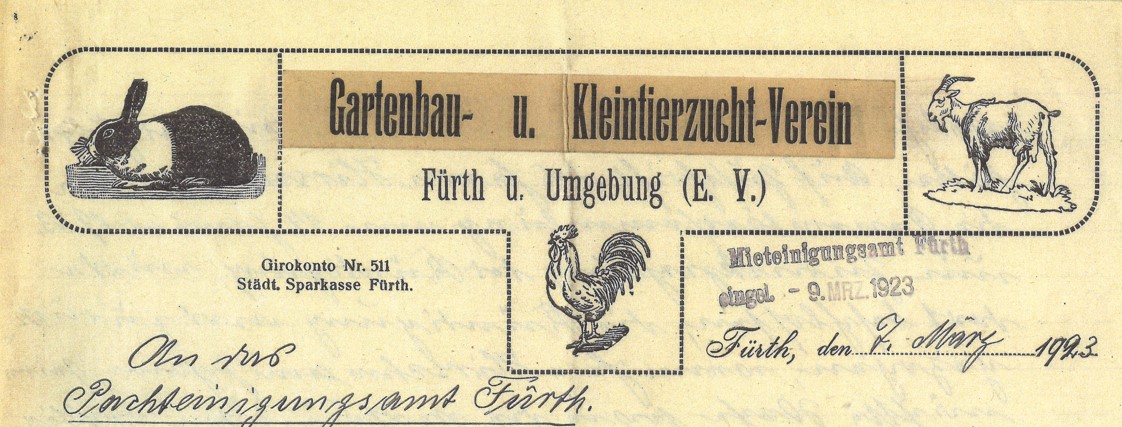 Gartenbau- u. Kleintierzucht-Verein
Fürth u. Umgebung (E. V.)
Girokonto Nr. 511
Städt. Sparkasse Fürth.
Mieteinigungsamt Fürth
eingel. - 9. MRZ. 1923
Fürth, den 7. März 1923
An das
Pachteinigungsamt Fürth.